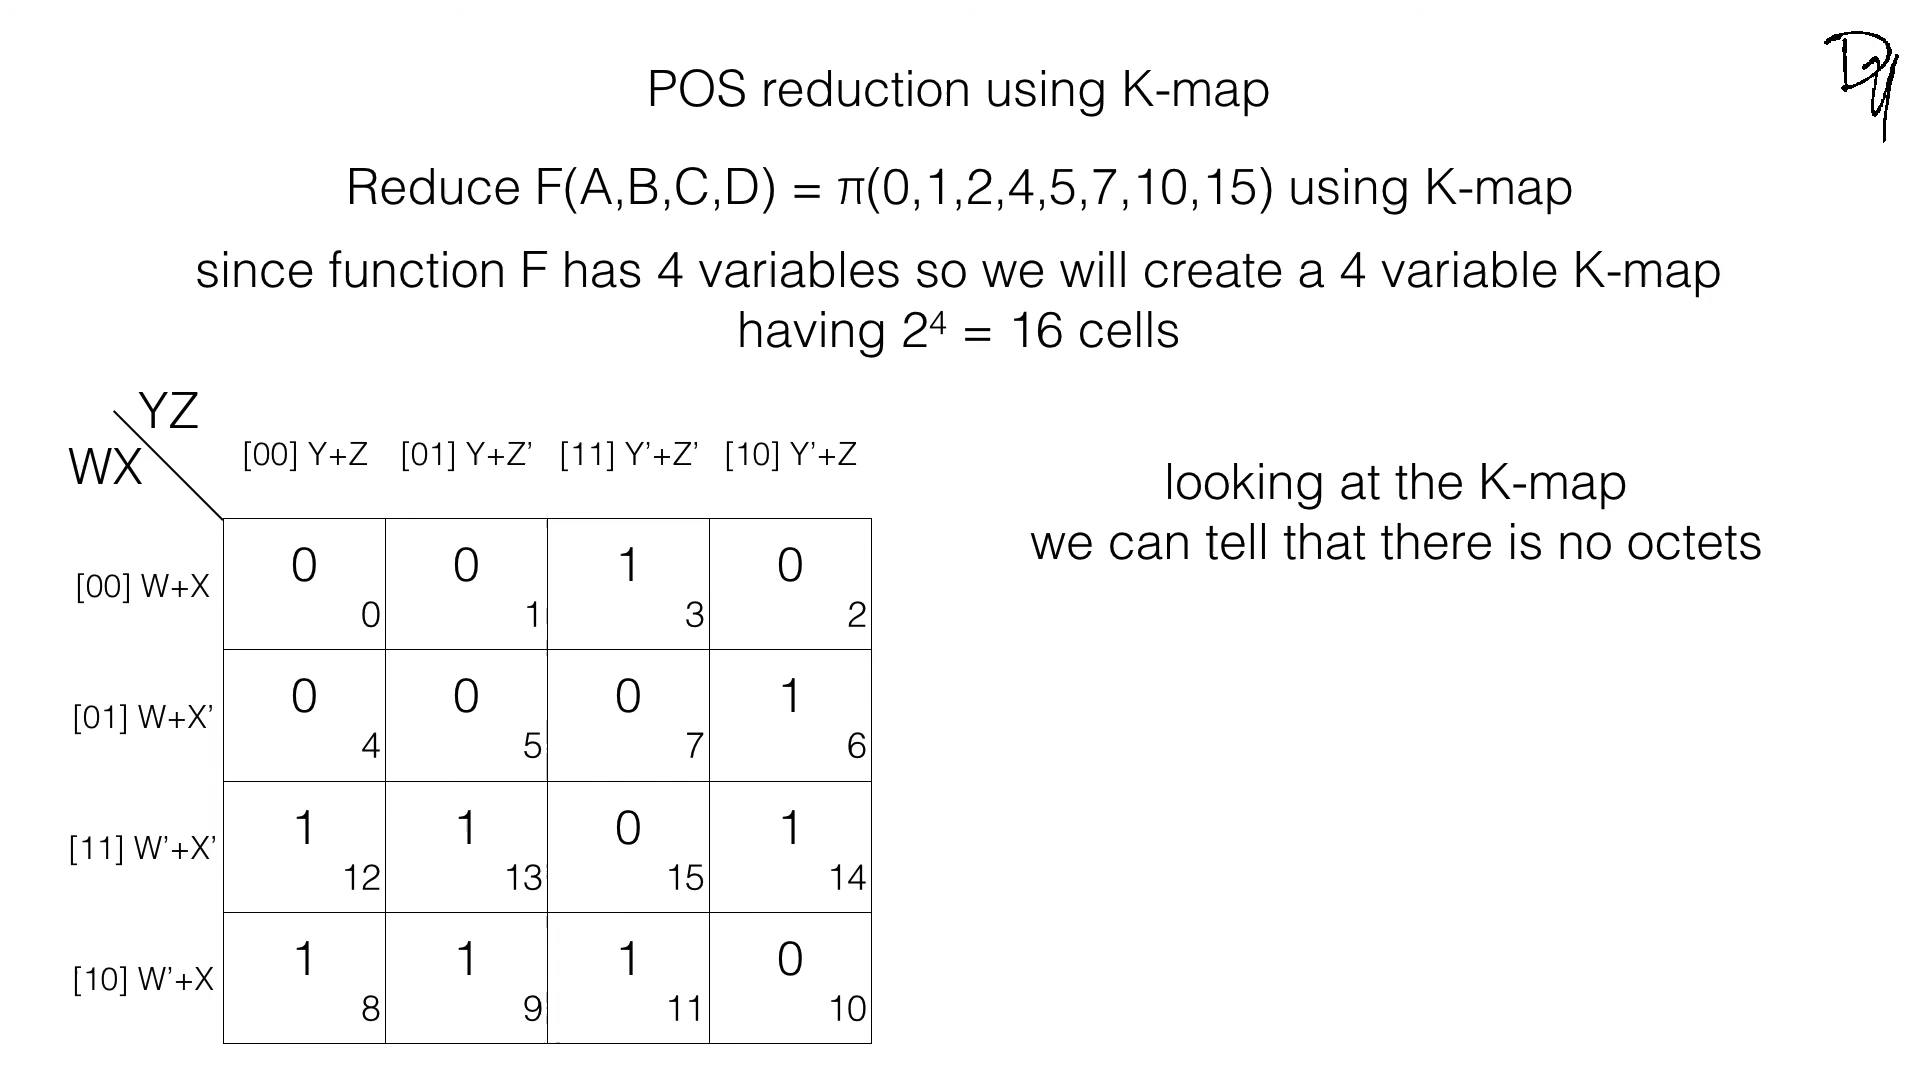 POS reduction using K-map
Reduce F(A,B,C,D) = π(0,1,2,4,5,7,10,15) using K-map
since function F has 4 variables so we will create a 4 variable K-map
having 2⁴ = 16 cells
YZ
WX
[00] Y+Z [01] Y+Z’ [11] Y’+Z’ [10] Y’+Z
looking at the K-map
we can tell that there is no octets
0 0 1 0
[00] W+X
0 1 3 2
0 0 0 1
[01] W+X’
4 5 7 6
1 1 0 1
[11] W’+X’
12 13 15 14
1 1 1 0
[10] W’+X
8 9 11 10